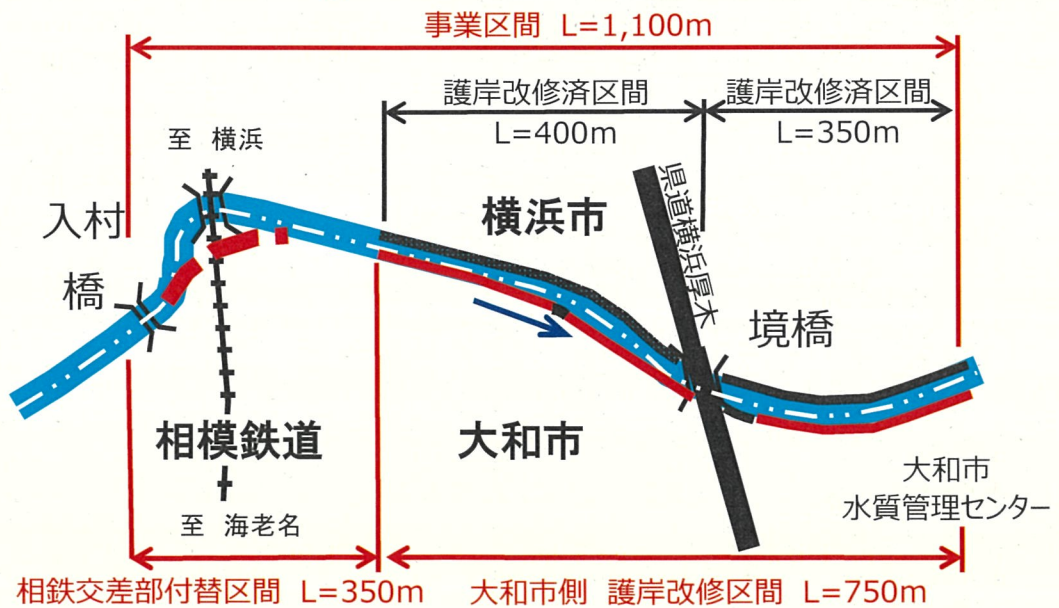 事業区間 L=1,100m
護岸改修済区間
L=400m
護岸改修済区間
L=350m
至 横浜
入村
橋
横浜市
県道横浜厚木
境橋
相模鉄道
大和市
大和市
水質管理センター
至 海老名
相鉄交差部付替区間 L=350m
大和市側 護岸改修区間 L=750m